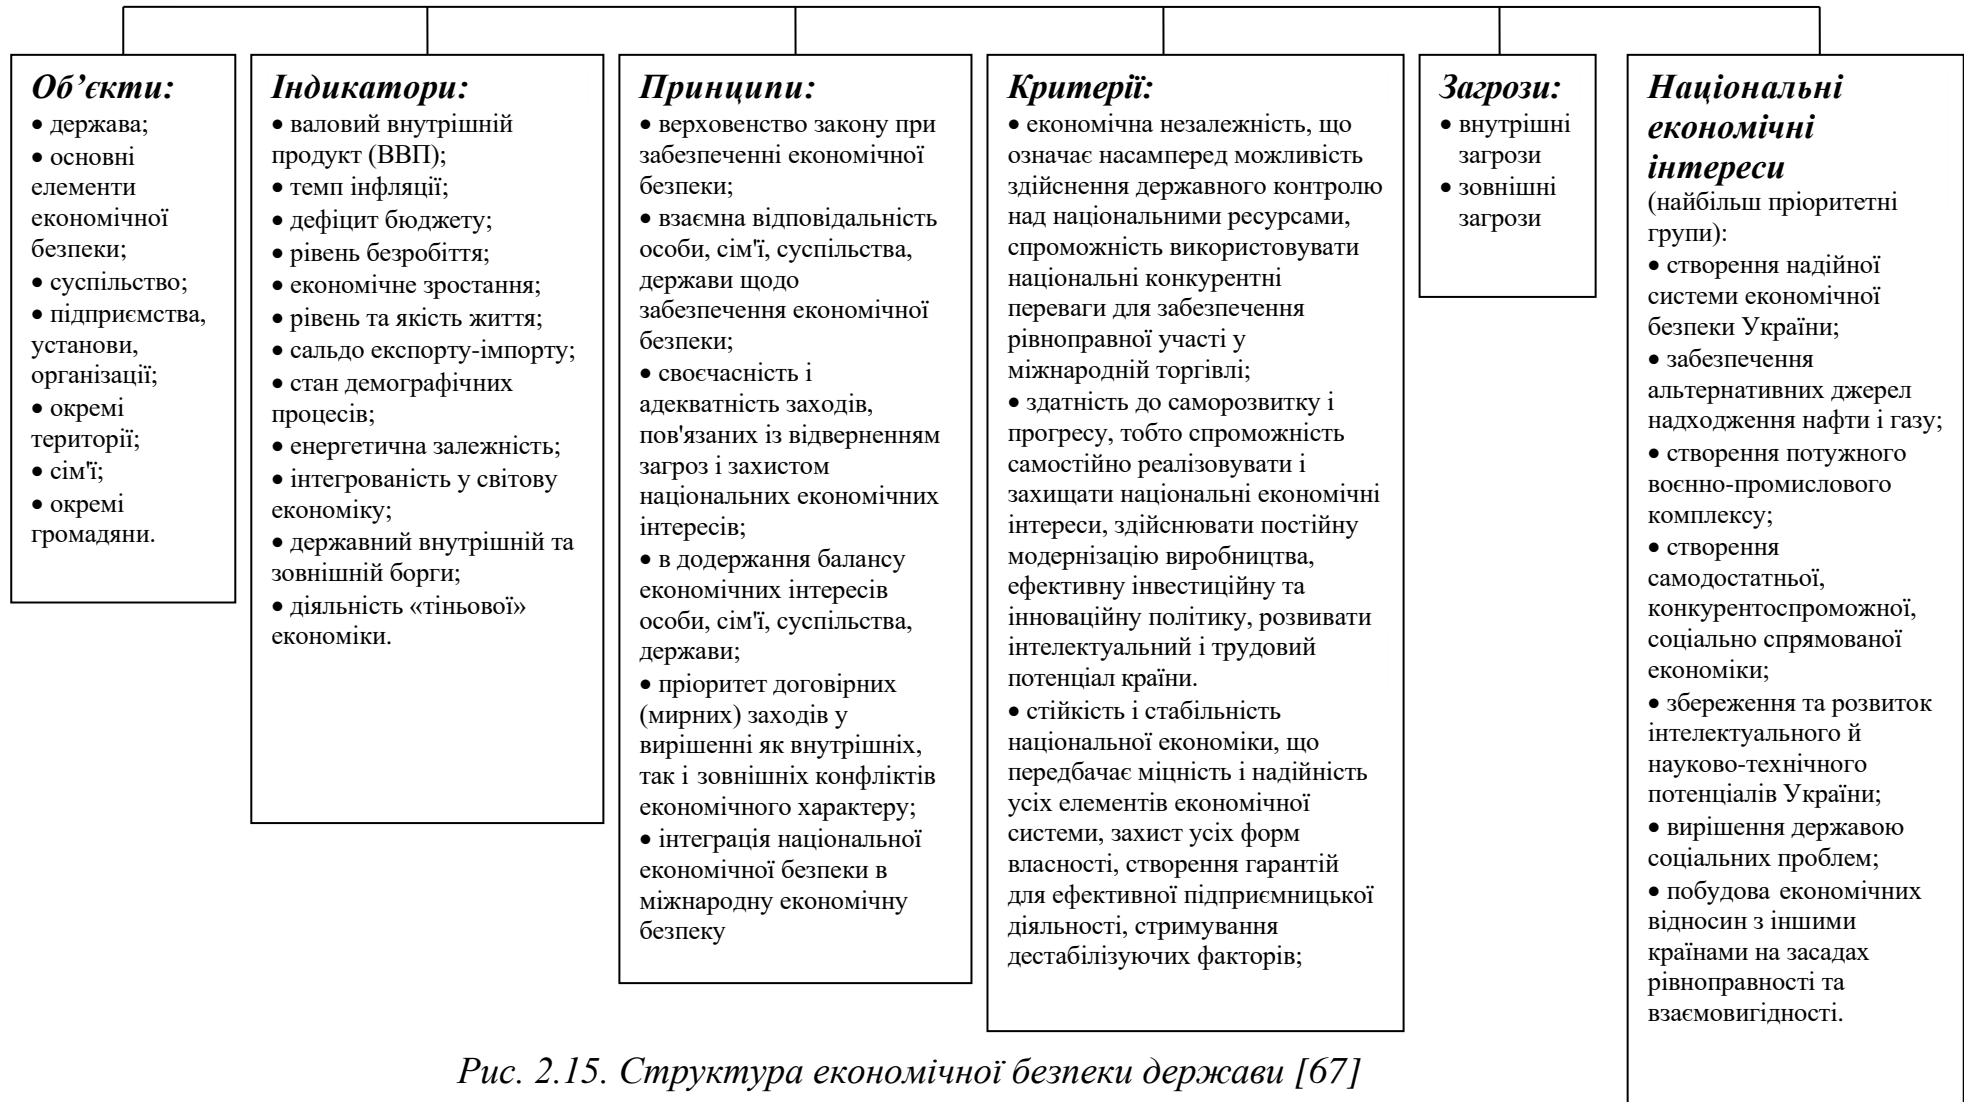 Об’єкти:
• держава;
• основні
елементи
економічної
безпеки;
• суспільство;
• підприємства,
установи,
організації;
• окремі
території;
• сім'ї;
• окремі
громадяни.
Індикатори:
• валовий внутрішній
продукт (ВВП);
• темп інфляції;
• дефіцит бюджету;
• рівень безробіття;
• економічне зростання;
• рівень та якість життя;
• сальдо експорту-імпорту;
• стан демографічних
процесів;
• енергетична залежність;
• інтегрованість у світову
економіку;
• державний внутрішній та
зовнішній борги;
• діяльність «тіньової»
економіки.
Принципи:
• верховенство закону при
забезпеченні економічної
безпеки;
• взаємна відповідальність
особи, сім'ї, суспільства,
держави щодо
забезпечення економічної
безпеки;
• своєчасність і
адекватність заходів,
пов'язаних із відверненням
загроз і захистом
національних економічних
інтересів;
• в додержання балансу
економічних інтересів
особи, сім'ї, суспільства,
держави;
• пріоритет договірних
(мирних) заходів у
вирішенні як внутрішніх,
так і зовнішніх конфліктів
економічного характеру;
• інтеграція національної
економічної безпеки в
міжнародну економічну
безпеку
Критерії:
• економічна незалежність, що
означає насамперед можливість
здійснення державного контролю
над національними ресурсами,
спроможність використовувати
національні конкурентні
переваги для забезпечення
рівноправної участі у
міжнародній торгівлі;
• здатність до саморозвитку і
прогресу, тобто спроможність
самостійно реалізовувати і
захищати національні економічні
інтереси, здійснювати постійну
модернізацію виробництва,
ефективну інвестиційну та
інноваційну політику, розвивати
інтелектуальний і трудовий
потенціал країни.
• стійкість і стабільність
національної економіки, що
передбачає міцність і надійність
усіх елементів економічної
системи, захист усіх форм
власності, створення гарантій
для ефективної підприємницької
діяльності, стримування
дестабілізуючих факторів;
Загрози:
• внутрішні
загрози
• зовнішні
загрози
Національні
економічні
інтереси
(найбільш пріоритетні
групи):
• створення надійної
системи економічної
безпеки України;
• забезпечення
альтернативних джерел
надходження нафти і газу;
• створення потужного
воєнно-промислового
комплексу;
• створення
самодостатньої,
конкурентоспроможної,
соціально спрямованої
економіки;
• збереження та розвиток
інтелектуального й
науково-технічного
потенціалів України;
• вирішення державою
соціальних проблем;
• побудова економічних
відносин з іншими
країнами на засадах
рівноправності та
взаємовигідності.
Рис. 2.15. Структура економічної безпеки держави [67]